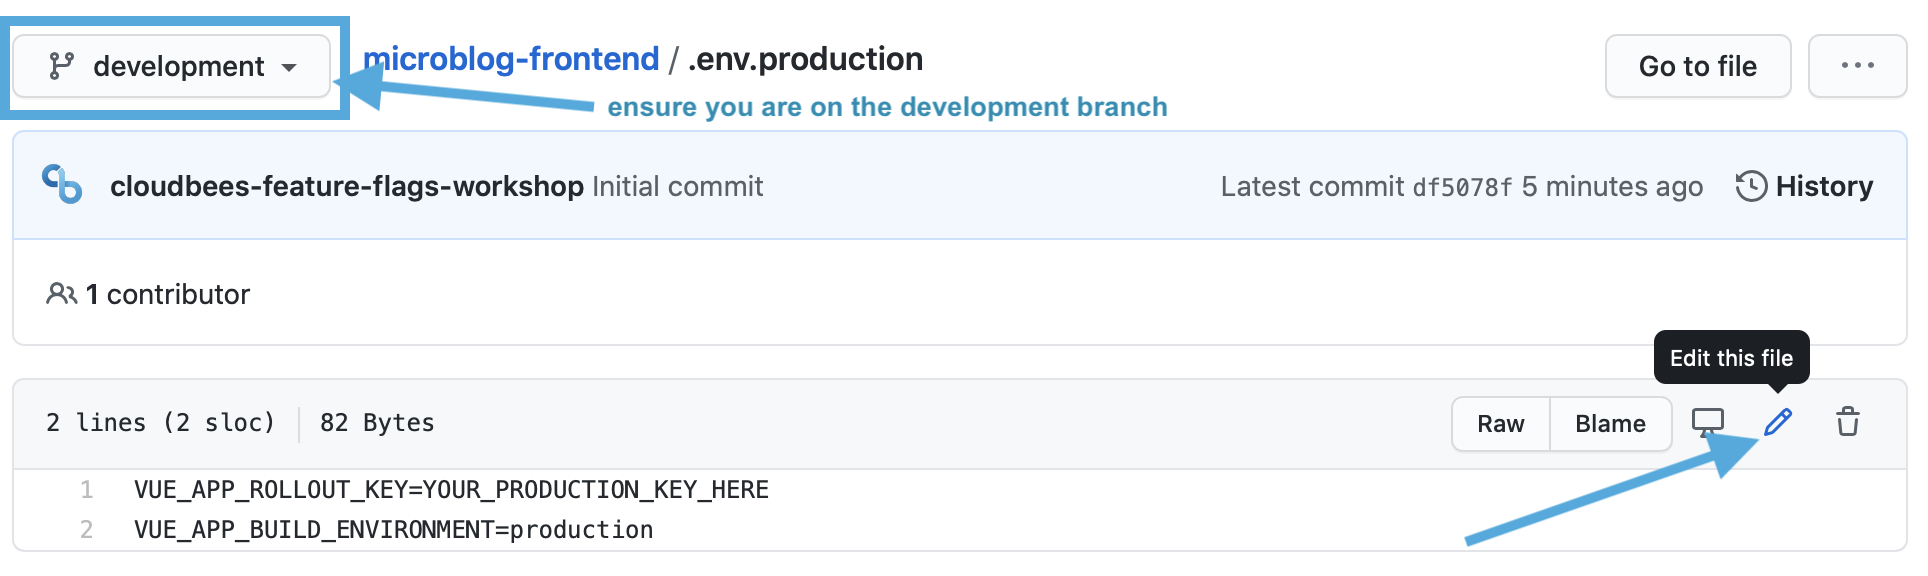 development
microblog-frontend / .env.production
Go to file
ensure you are on the development branch
cloudbees-feature-flags-workshop Initial commit
Latest commit df5078f 5 minutes ago
History
1 contributor
Edit this file
2 lines (2 sloc)
82 Bytes
Raw
Blame
1 VUE_APP_ROLLOUT_KEY=YOUR_PRODUCTION_KEY_HERE
2 VUE_APP_BUILD_ENVIRONMENT=production